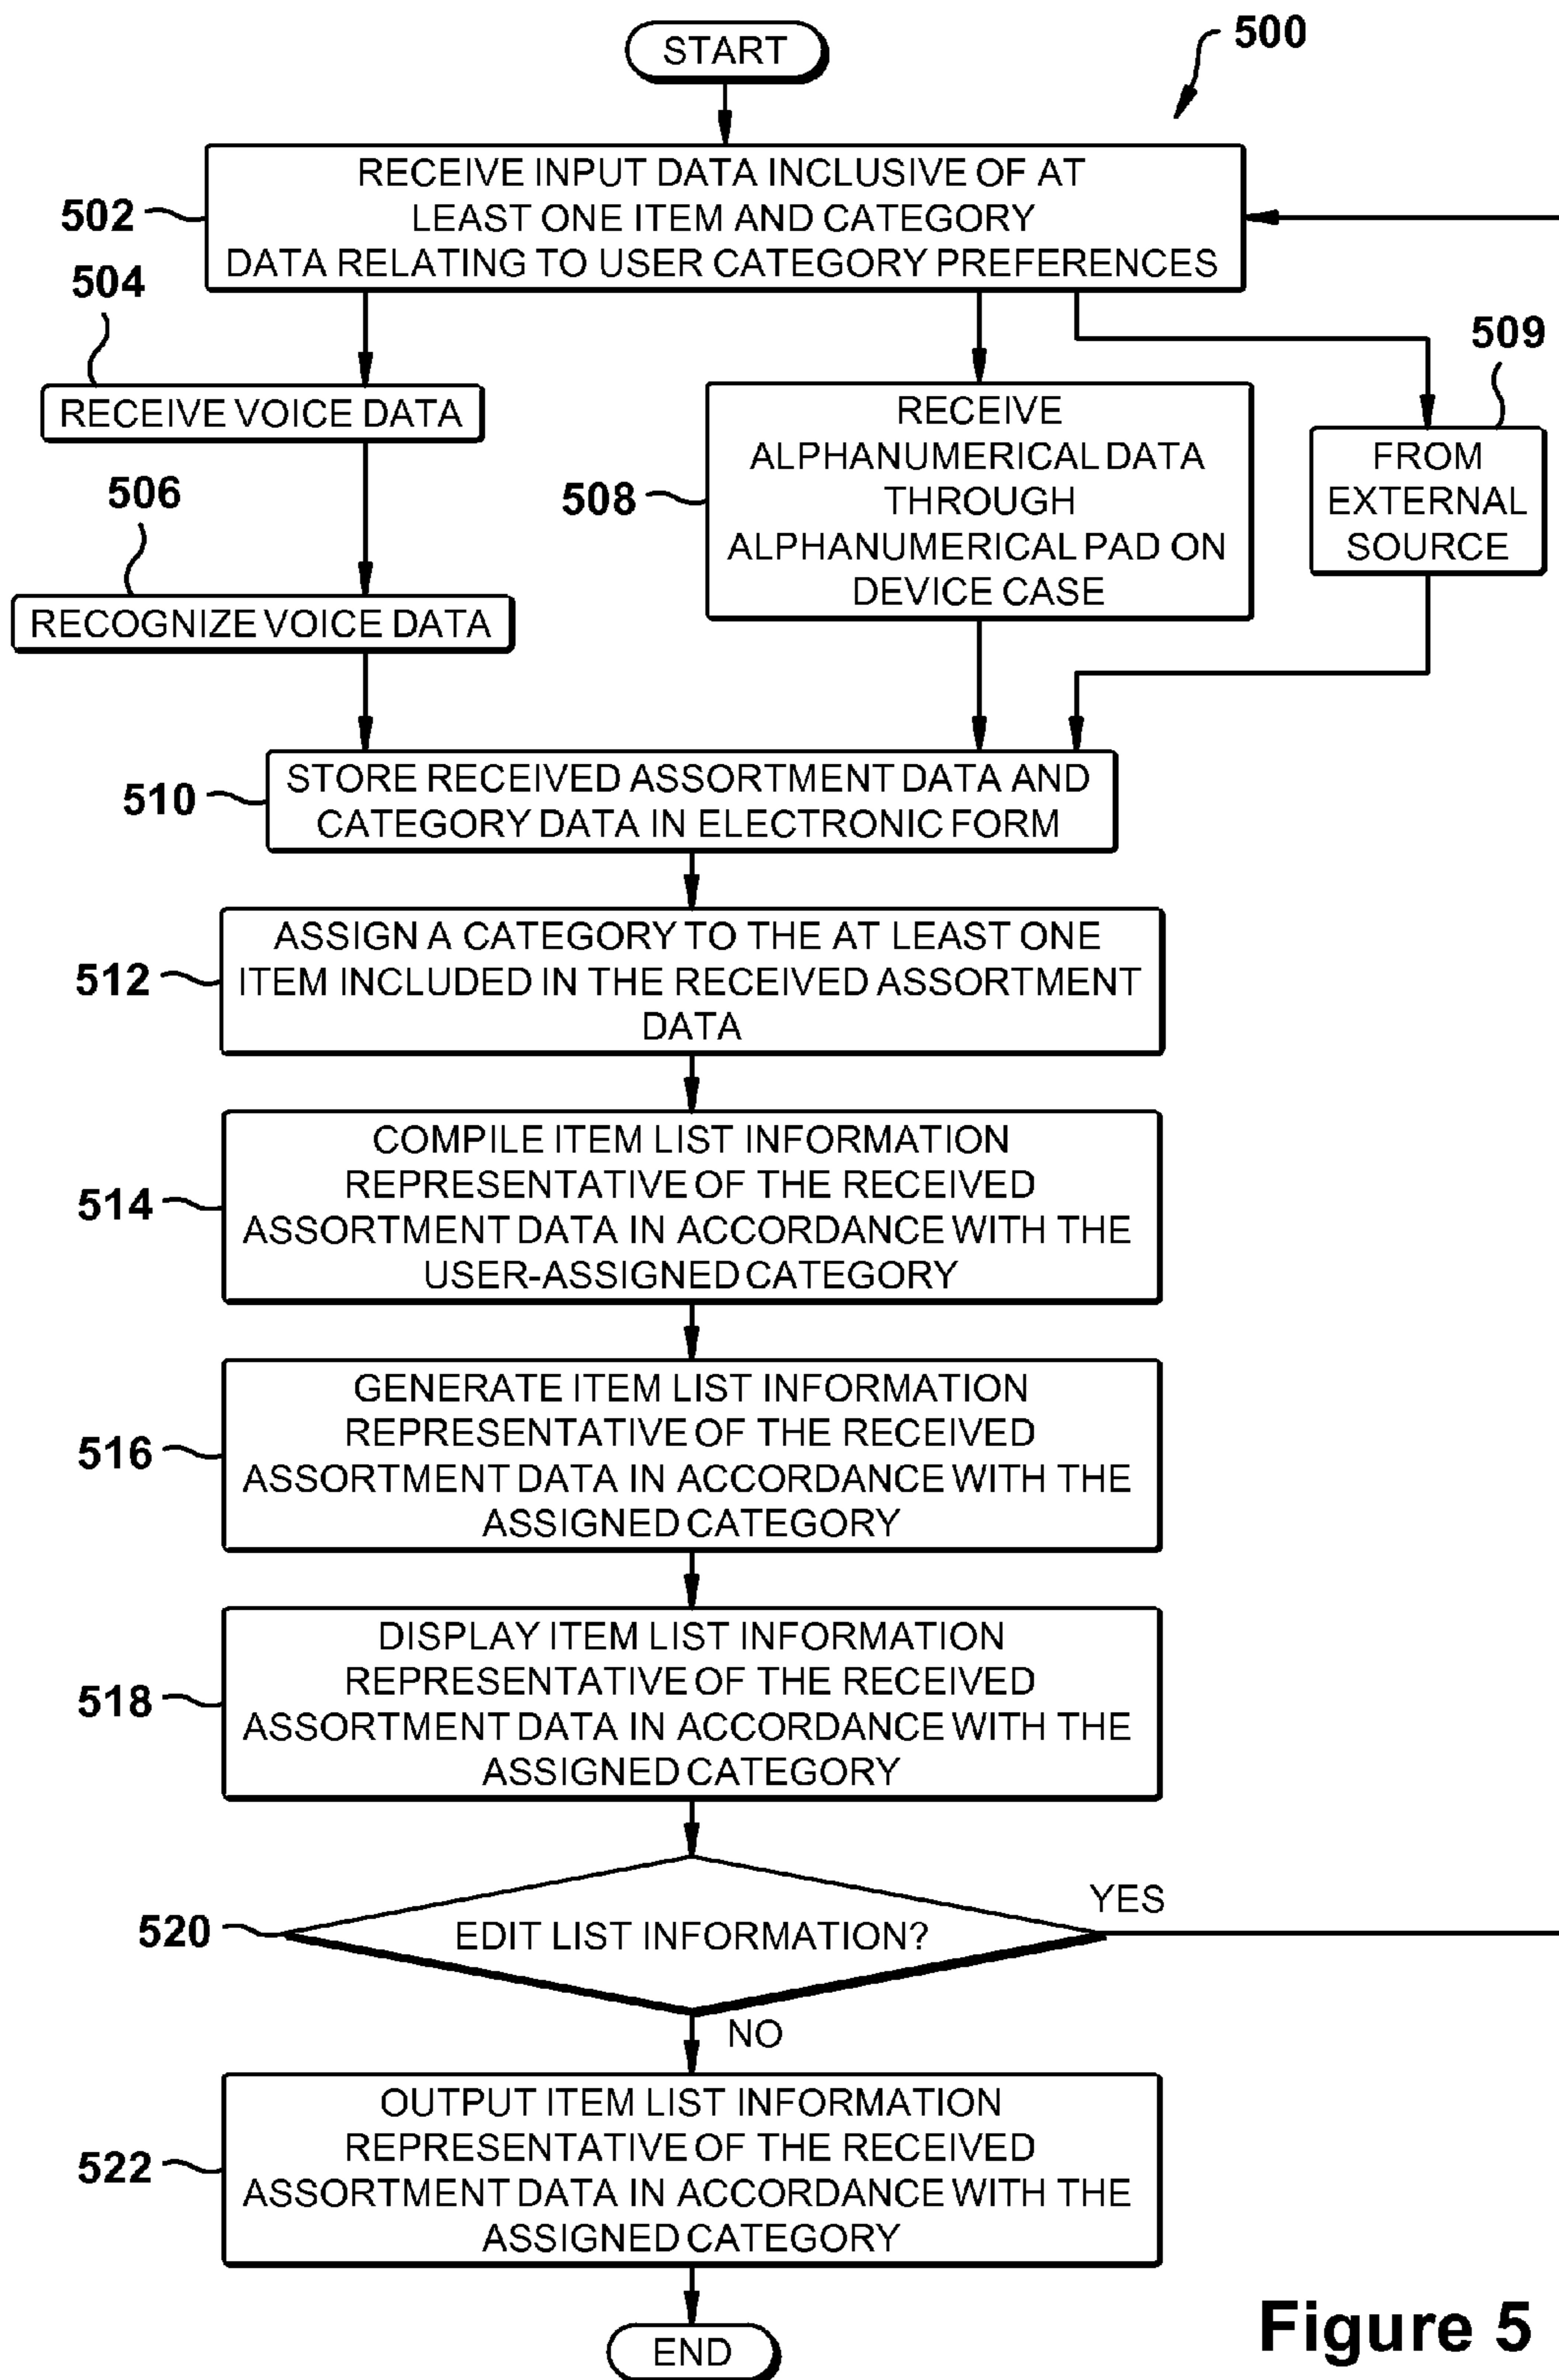 START
500
502
RECEIVE INPUT DATA INCLUSIVE OF AT
LEAST ONE ITEM AND CATEGORY
DATA RELATING TO USER CATEGORY PREFERENCES
504
RECEIVE VOICE DATA
506
RECOGNIZE VOICE DATA
508
RECEIVE
ALPHANUMERICAL DATA
THROUGH
ALPHANUMERICAL PAD ON
DEVICE CASE
509
FROM
EXTERNAL
SOURCE
510
STORE RECEIVED ASSORTMENT DATA AND
CATEGORY DATA IN ELECTRONIC FORM
512
ASSIGN A CATEGORY TO THE AT LEAST ONE
ITEM INCLUDED IN THE RECEIVED ASSORTMENT
DATA
514
COMPILE ITEM LIST INFORMATION
REPRESENTATIVE OF THE RECEIVED
ASSORTMENT DATA IN ACCORDANCE WITH THE
USER-ASSIGNED CATEGORY
516
GENERATE ITEM LIST INFORMATION
REPRESENTATIVE OF THE RECEIVED
ASSORTMENT DATA IN ACCORDANCE WITH THE
ASSIGNED CATEGORY
518
DISPLAY ITEM LIST INFORMATION
REPRESENTATIVE OF THE RECEIVED
ASSORTMENT DATA IN ACCORDANCE WITH THE
ASSIGNED CATEGORY
520
EDIT LIST INFORMATION?
YES
NO
522
OUTPUT ITEM LIST INFORMATION
REPRESENTATIVE OF THE RECEIVED
ASSORTMENT DATA IN ACCORDANCE WITH THE
ASSIGNED CATEGORY
END
Figure 5